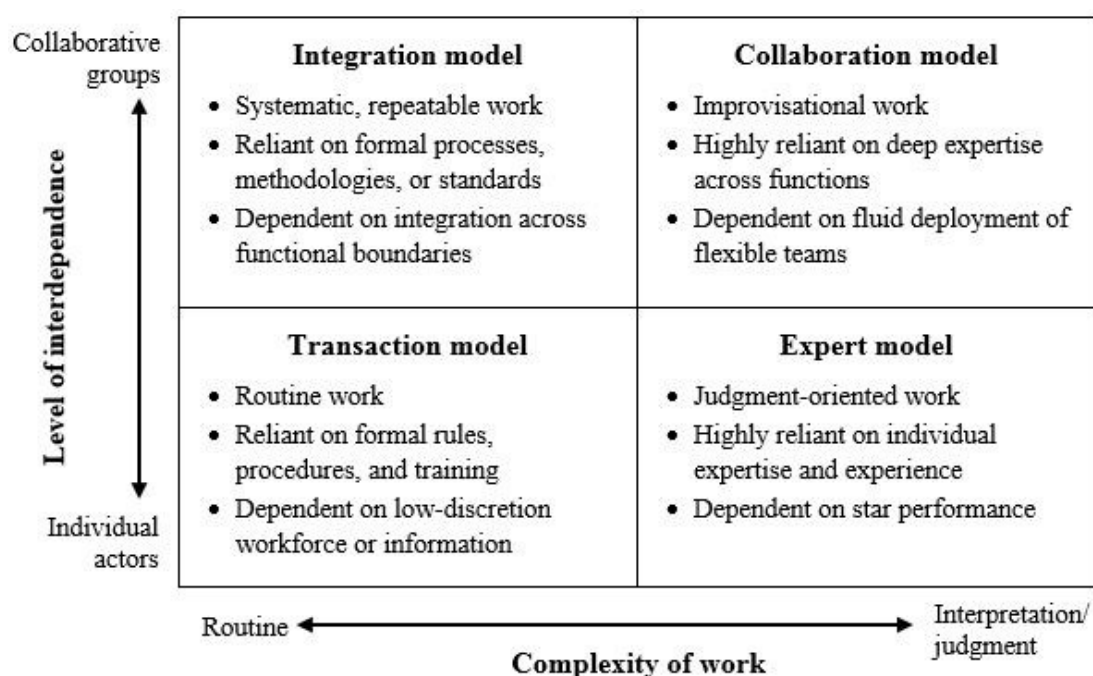 Collaborative
groups
Level of interdependence
Individual
actors
Integration model
• Systematic, repeatable work
• Reliant on formal processes,
methodologies, or standards
• Dependent on integration across
functional boundaries
Collaboration model
• Improvisational work
• Highly reliant on deep expertise
across functions
• Dependent on fluid deployment of
flexible teams
Transaction model
• Routine work
• Reliant on formal rules,
procedures, and training
• Dependent on low-discretion
workforce or information
Expert model
• Judgment-oriented work
• Highly reliant on individual
expertise and experience
• Dependent on star performance
Routine
Interpretation/
judgment
Complexity of work